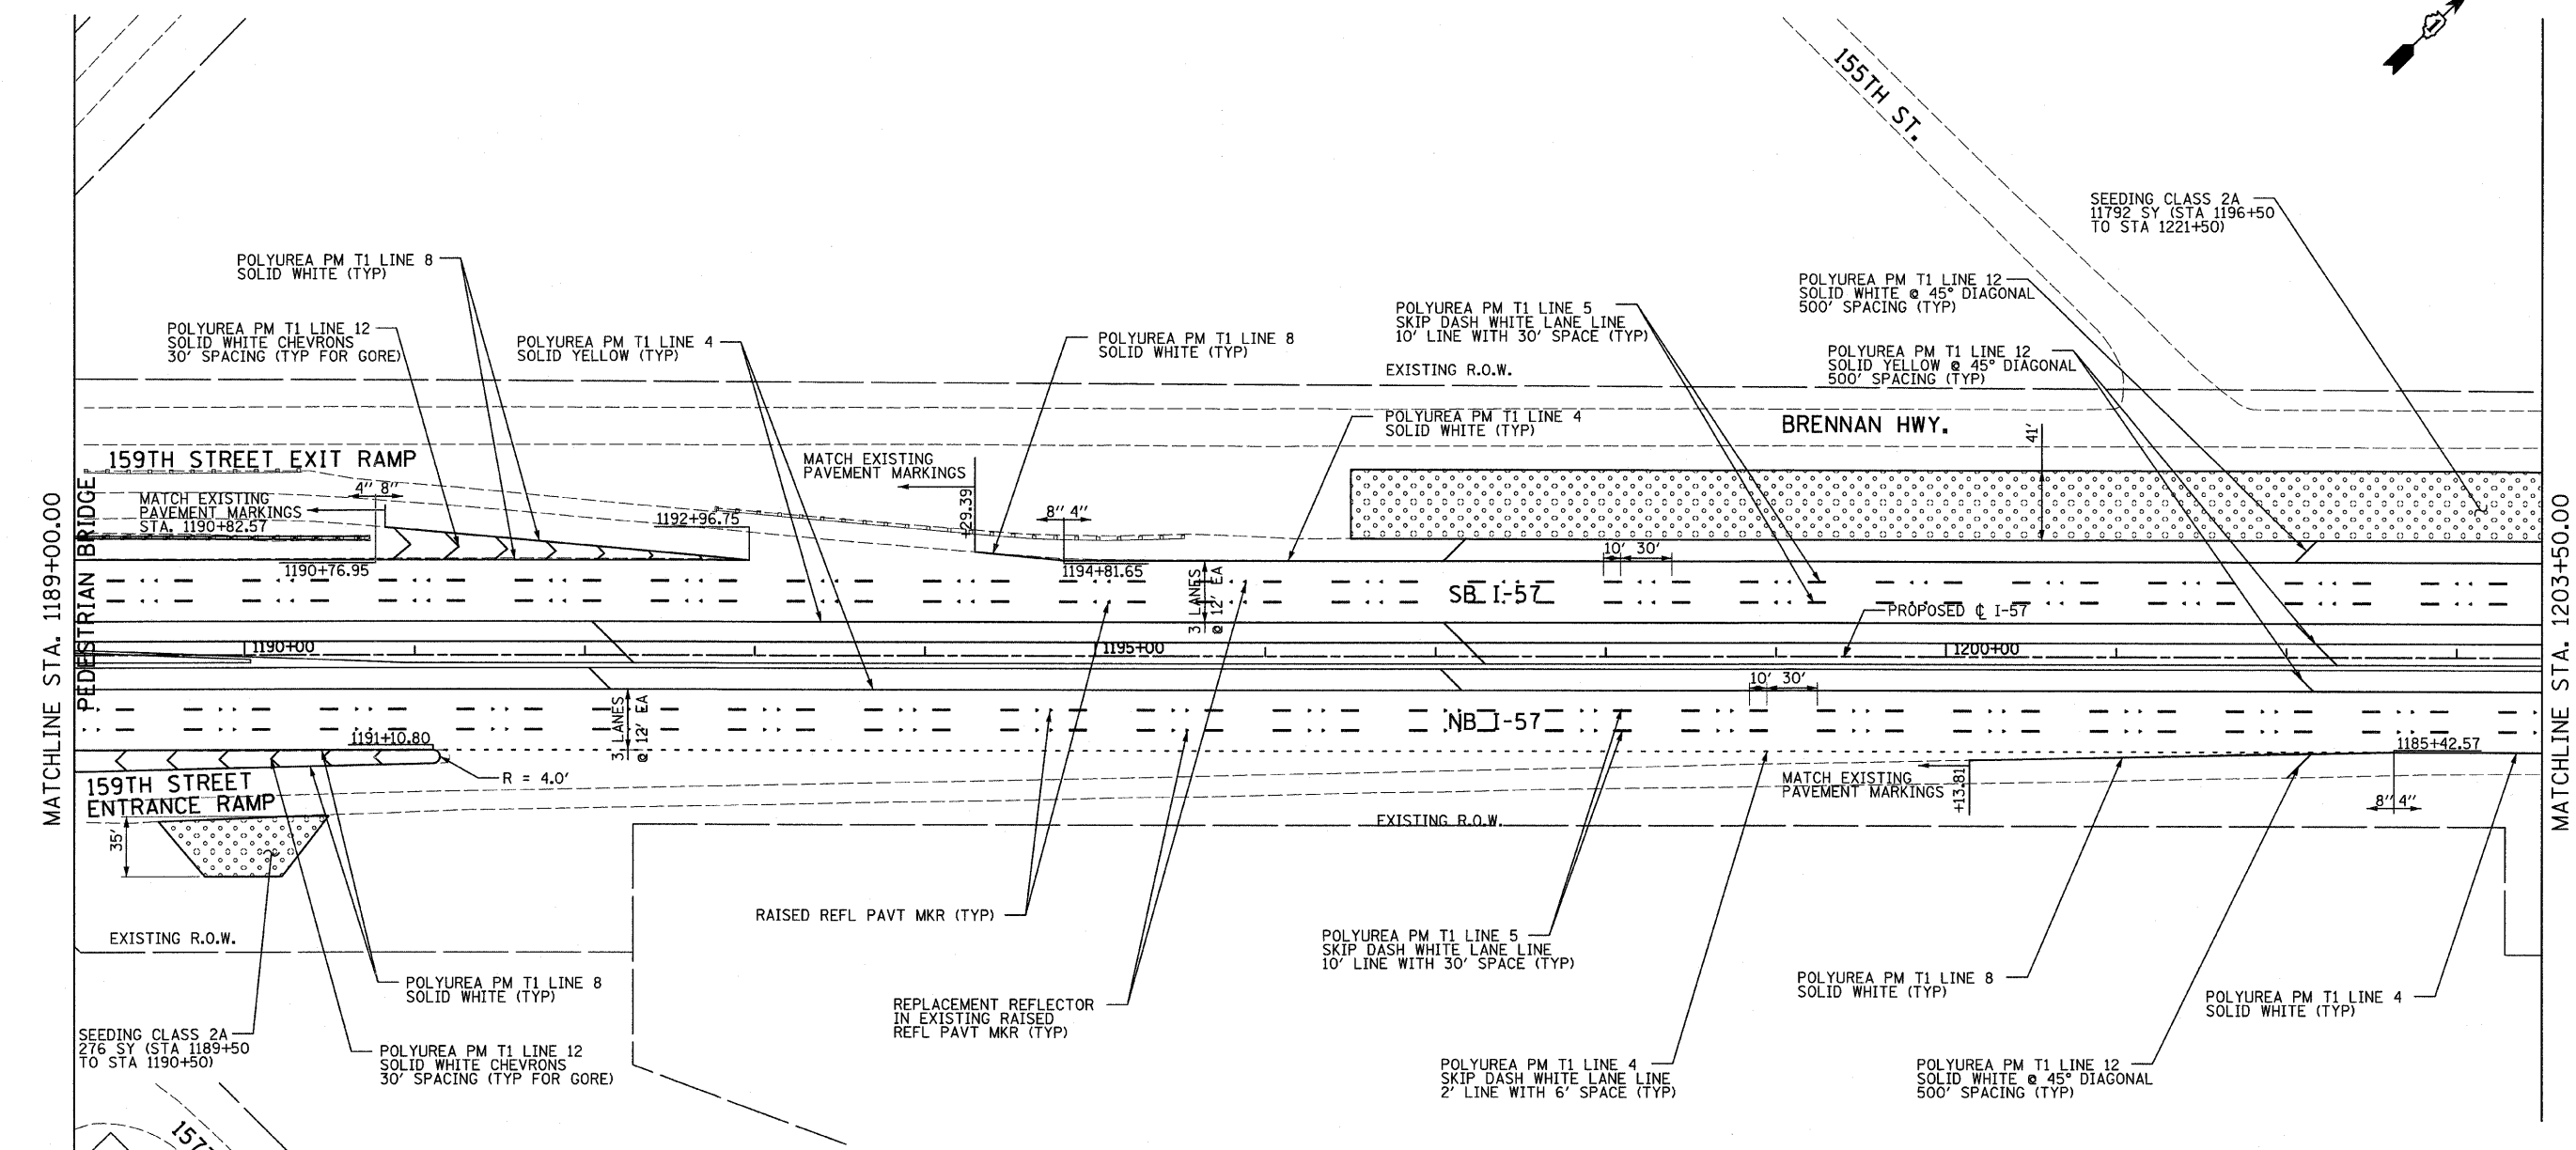 155TH ST.
SEEDING CLASS 2A
11792 SY (STA 1196+50
TO STA 1221+50)
POLYUREA PM T1 LINE 8
SOLID WHITE (TYP)
POLYUREA PM T1 LINE 12
SOLID WHITE CHEVRONS
30' SPACING (TYP FOR GORE)
POLYUREA PM T1 LINE 4
SOLID YELLOW (TYP)
POLYUREA PM T1 LINE 8
SOLID WHITE (TYP)
POLYUREA PM T1 LINE 5
SKIP DASH WHITE LANE LINE
10' LINE WITH 30' SPACE (TYP)
POLYUREA PM T1 LINE 12
SOLID WHITE @ 45° DIAGONAL
500' SPACING (TYP)
POLYUREA PM T1 LINE 12
SOLID YELLOW @ 45° DIAGONAL
500' SPACING (TYP)
EXISTING R.O.W.
POLYUREA PM T1 LINE 4
SOLID WHITE (TYP)
BRENNAN HWY.
41'
159TH STREET EXIT RAMP
MATCH EXISTING
PAVEMENT MARKINGS
STA. 1190+82.57
4" 8"
1192+96.75
MATCH EXISTING
PAVEMENT MARKINGS
+29.39
8" 4"
1190+76.95
1194+81.65
10' 30'
3 LANES
@ 12' EA
SB I-57
PROPOSED ℄ I-57
MATCHLINE STA. 1189+00.00
PEDESTRIAN BRIDGE
MATCHLINE STA. 1203+50.00
1190+00
1195+00
1200+00
10' 30'
3 LANES
@ 12' EA
NB I-57
1191+10.80
R = 4.0'
1185+42.57
159TH STREET
ENTRANCE RAMP
MATCH EXISTING
PAVEMENT MARKINGS
+13.81
8" 4"
35'
EXISTING R.O.W.
RAISED REFL PAVT MKR (TYP)
EXISTING R.O.W.
POLYUREA PM T1 LINE 5
SKIP DASH WHITE LANE LINE
10' LINE WITH 30' SPACE (TYP)
POLYUREA PM T1 LINE 8
SOLID WHITE (TYP)
REPLACEMENT REFLECTOR
IN EXISTING RAISED
REFL PAVT MKR (TYP)
POLYUREA PM T1 LINE 8
SOLID WHITE (TYP)
POLYUREA PM T1 LINE 4
SOLID WHITE (TYP)
SEEDING CLASS 2A
276 SY (STA 1189+50
TO STA 1190+50)
POLYUREA PM T1 LINE 12
SOLID WHITE CHEVRONS
30' SPACING (TYP FOR GORE)
POLYUREA PM T1 LINE 4
SKIP DASH WHITE LANE LINE
2' LINE WITH 6' SPACE (TYP)
POLYUREA PM T1 LINE 12
SOLID WHITE @ 45° DIAGONAL
500' SPACING (TYP)